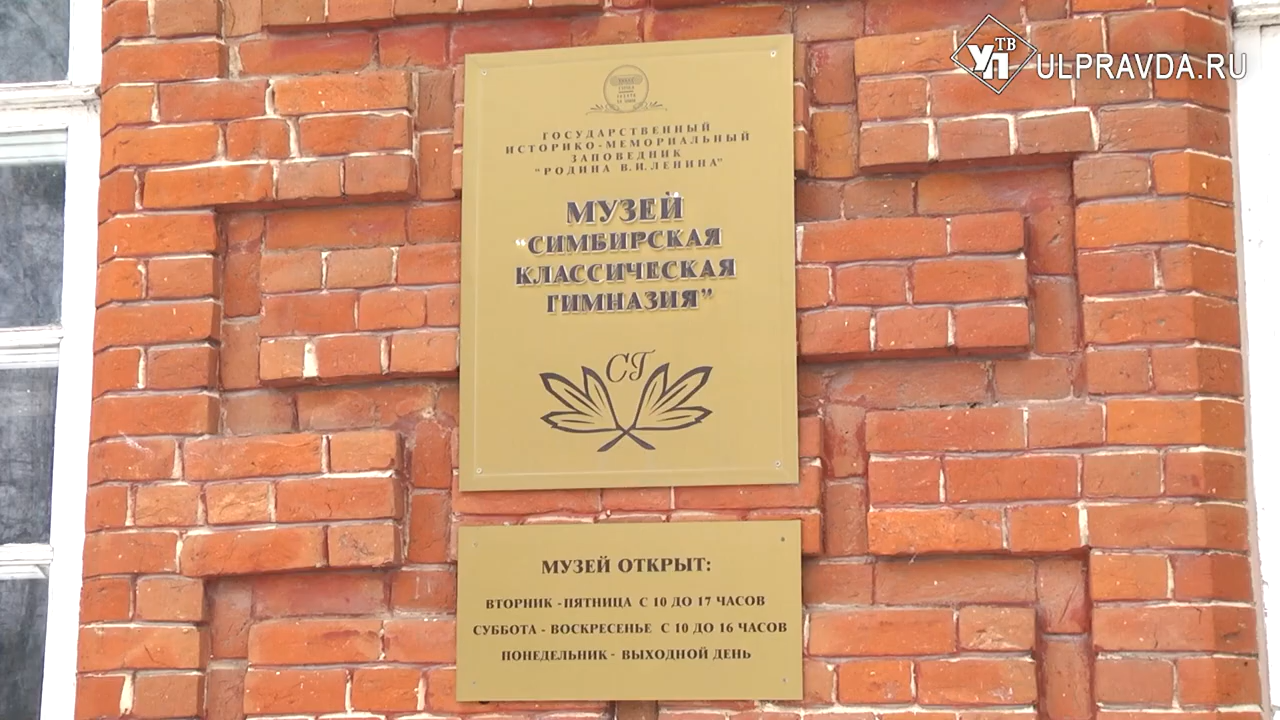 УП ТВ ULPRAVDA.RU
ГОСУДАРСТВЕННЫЙ
ИСТОРИКО-МЕМОРИАЛЬНЫЙ
ЗАПОВЕДНИК
"РОДИНА В.И.ЛЕНИНА"
МУЗЕЙ
"СИМБИРСКАЯ
КЛАССИЧЕСКАЯ
ГИМНАЗИЯ"
СГ
МУЗЕЙ ОТКРЫТ:
ВТОРНИК - ПЯТНИЦА С 10 ДО 17 ЧАСОВ
СУББОТА - ВОСКРЕСЕНЬЕ С 10 ДО 16 ЧАСОВ
ПОНЕДЕЛЬНИК - ВЫХОДНОЙ ДЕНЬ